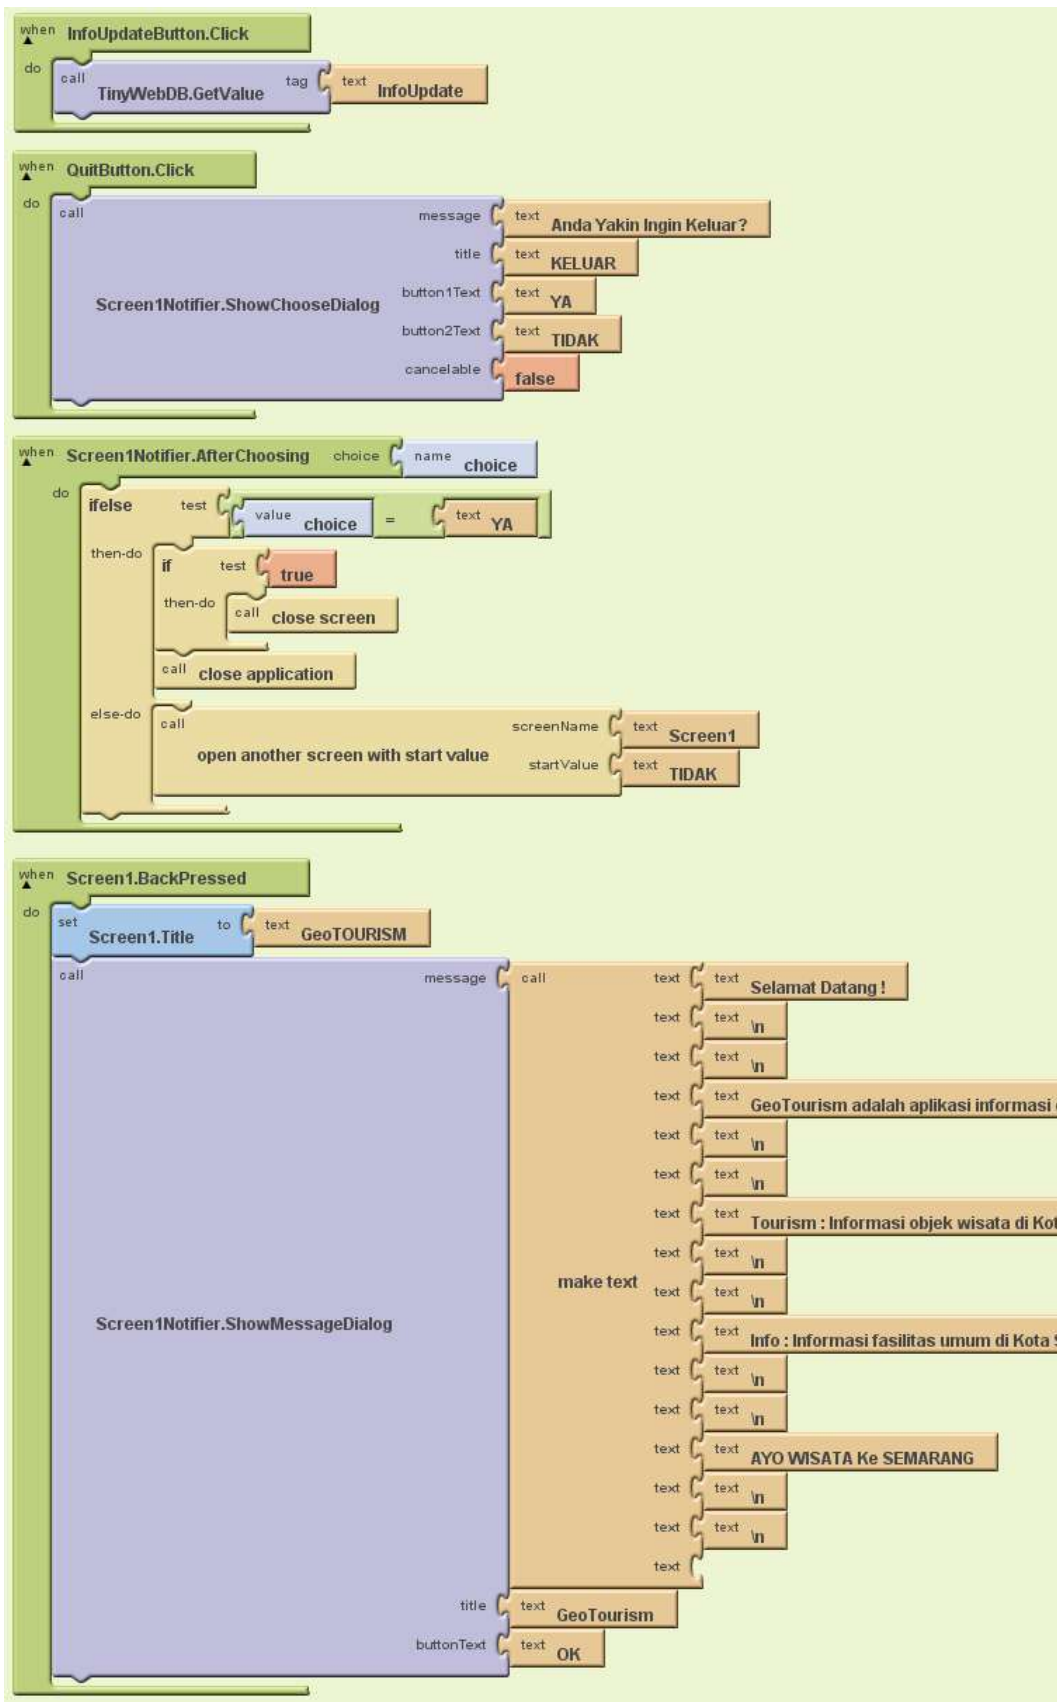 when InfoUpdateButton.Click
do call TinyWebDB.GetValue tag text InfoUpdate
when QuitButton.Click
do call Screen1Notifier.ShowChooseDialog
message text Anda Yakin Ingin Keluar?
title text KELUAR
button1Text text YA
button2Text text TIDAK
cancelable false
when Screen1Notifier.AfterChoosing choice name choice
do ifelse test value choice = text YA
then-do if test true
then-do call close screen
call close application
else-do call open another screen with start value
screenName text Screen1
startValue text TIDAK
when Screen1.BackPressed
do set Screen1.Title to text GeoTOURISM
call Screen1Notifier.ShowMessageDialog
message call make text
text text Selamat Datang !
text text \n
text text \n
text text GeoTourism adalah aplikasi informasi
text text \n
text text \n
text text Tourism : Informasi objek wisata di Kot
text text \n
text text \n
text text Info : Informasi fasilitas umum di Kota
text text \n
text text \n
text text AYO WISATA Ke SEMARANG
text text \n
text text \n
text
title text GeoTourism
buttonText text OK